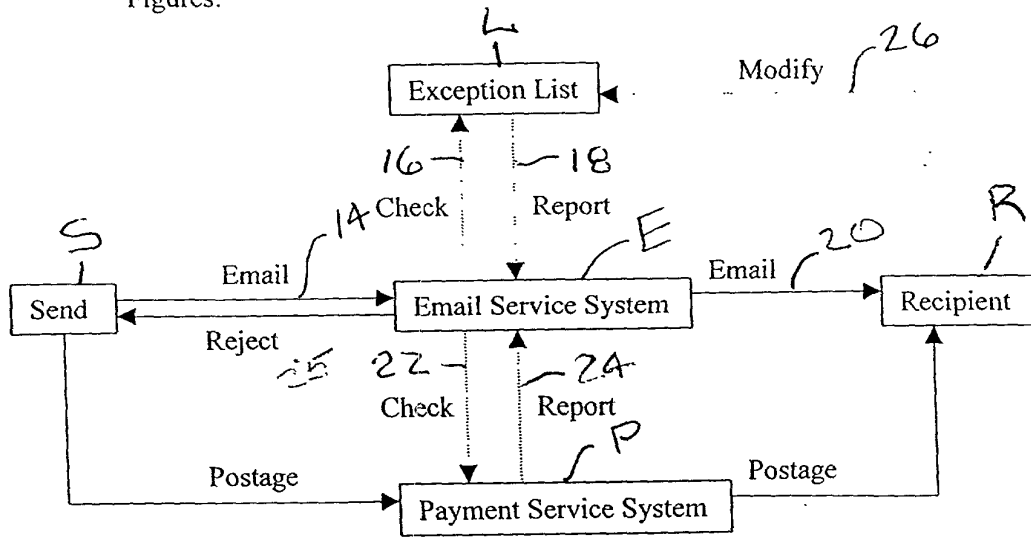 Figures:
L
26
Modify
Exception List
16
18
Check
Report
14
S
E
20
R
Email
Email
Send
Email Service System
Recipient
Reject
22
24
Check
Report
P
Postage
Postage
Payment Service System